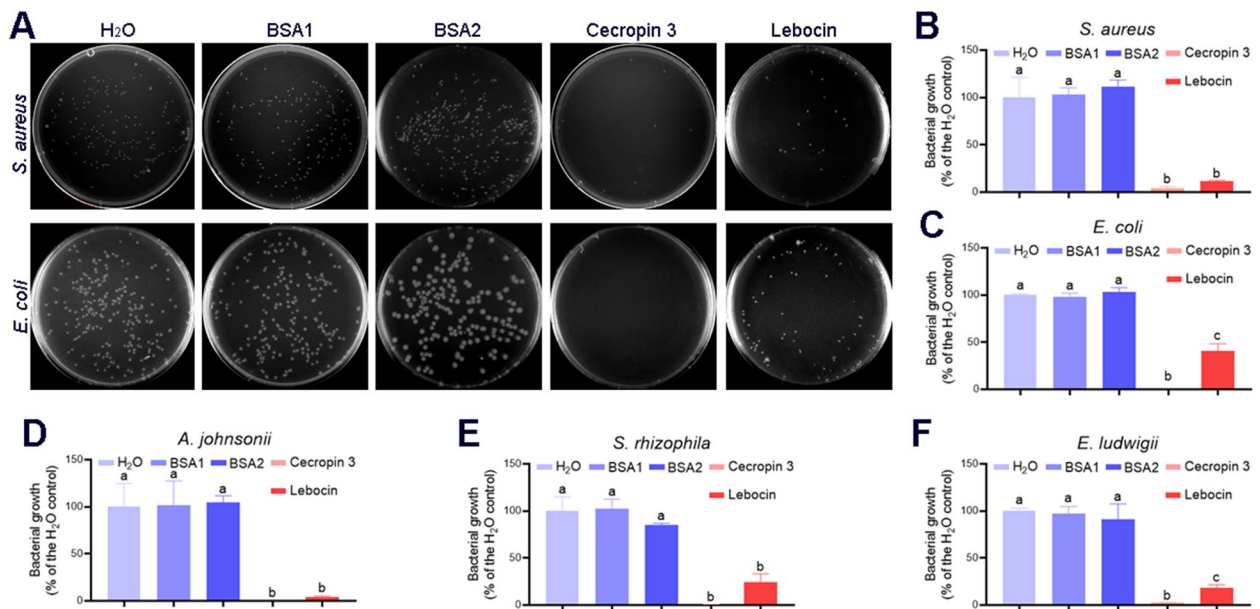 A
H₂O BSA1 BSA2 Cecropin 3 Lebocin
S. aureus
E. coli
B
S. aureus
H₂O BSA1 BSA2 Cecropin 3
Lebocin
Bacterial growth
(% of the H₂O control)
150
100
50
0
a a a b b
C
E. coli
H₂O BSA1 BSA2 Cecropin 3
Lebocin
Bacterial growth
(% of the H₂O control)
150
100
50
0
a a a b c
D
A. johnsonii
H₂O BSA1 BSA2 Cecropin 3
Lebocin
Bacterial growth
(% of the H₂O control)
150
100
50
0
a a a b b
E
S. rhizophila
H₂O BSA1 BSA2 Cecropin 3
Lebocin
Bacterial growth
(% of the H₂O control)
150
100
50
0
a a a b b
F
E. ludwigii
H₂O BSA1 BSA2 Cecropin 3
Lebocin
Bacterial growth
(% of the H₂O control)
150
100
50
0
a a a b c